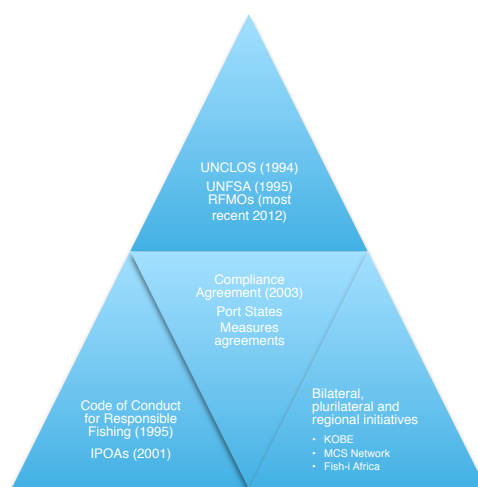 UNCLOS (1994)
UNFSA (1995)
RFMOs (most
recent 2012)
Compliance
Agreement (2003)
Port States
Measures
agreements
Code of Conduct
for Responsible
Fishing (1995)
IPOAs (2001)
Bilateral,
plurilateral and
regional initiatives
• KOBE
• MCS Network
• Fish-i Africa